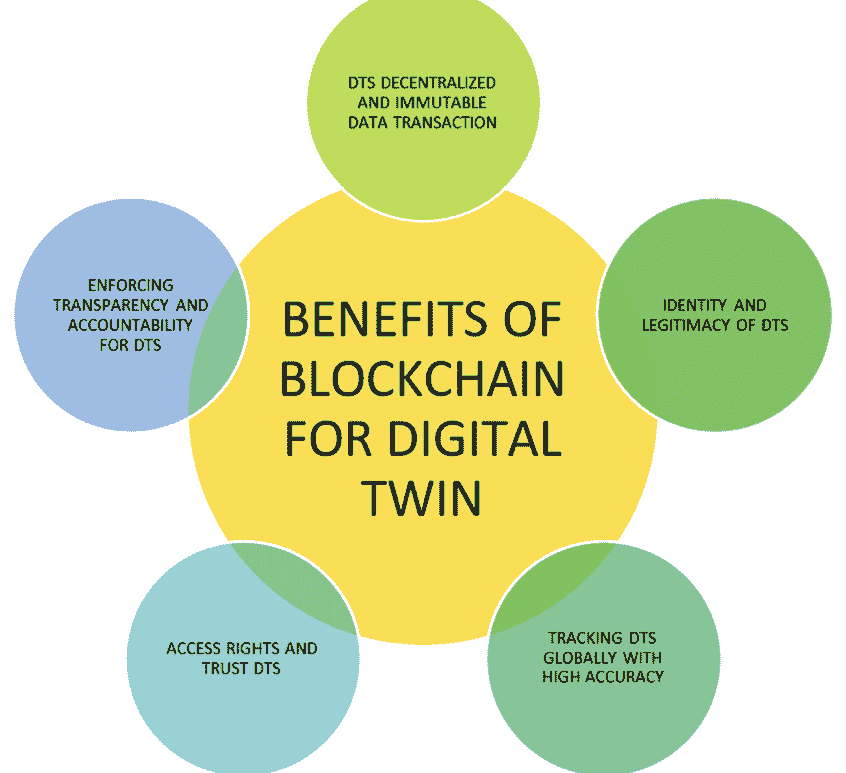 DTS DECENTRALIZED
AND IMMUTABLE
DATA TRANSACTION
ENFORCING
TRANSPARENCY AND
ACCOUNTABILITY
FOR DTS
BENEFITS OF
BLOCKCHAIN
FOR DIGITAL
TWIN
IDENTITY AND
LEGITIMACY OF DTS
ACCESS RIGHTS AND
TRUST DTS
TRACKING DTS
GLOBALLY WITH
HIGH ACCURACY